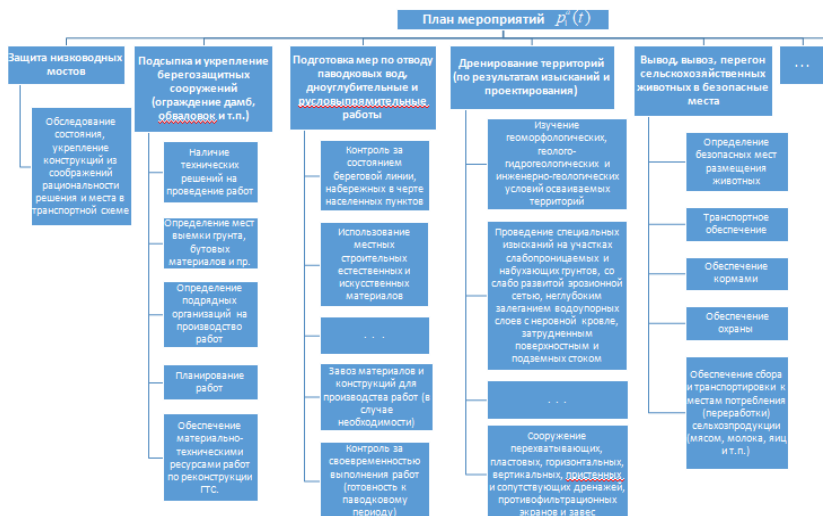 План мероприятий p₁ᵘ(t)
Защита низководных
мостов
Обследование
состояния,
укрепление
конструкций из
соображений
рациональности
решения и места в
транспортной схеме
Подсыпка и укрепление
берегозащитных
сооружений
(ограждение дамб,
обваловок и т.п.)
Наличие
технических
решений на
проведение работ
Определение мест
выемки грунта,
бутовых
материалов и пр.
Определение
подрядных
организаций на
производство
работ
Планирование
работ
Обеспечение
материально-
техническими
ресурсами работ
по реконструкции
ГТС.
Подготовка мер по отводу
паводковых вод,
дноуглубительные и
русловыпрямительные
работы
Контроль за
состоянием
береговой линии,
набережных в черте
населенных пунктов
Использование
местных
строительных
естественных и
искусственных
материалов
. . .
Завоз материалов и
конструкций для
производства работ (в
случае
необходимости)
Контроль за
своевременностью
выполнения работ
(готовность к
паводковому
периоду)
Дренирование территорий
(по результатам изысканий и
проектирования)
Изучение
геоморфологических,
геолого-
гидрогеологических и
инженерно-геологических
условий осваиваемых
территорий
Проведение специальных
изысканий на участках
слабопроницаемых и
набухающих грунтов, со
слабо развитой эрозионной
сетью, неглубоким
залеганием водоупорных
слоев с неровной кровле,
затрудненным
поверхностным и
подземных стоком
. . .
Сооружение
перехватывающих,
пластовых, горизонтальных,
вертикальных, пристенных
и сопутствующих дренажей,
противофильтрационных
экранов и завес
Вывод, вывоз, перегон
сельскохозяйственных
животных в безопасные
места
Определение
безопасных мест
размещения
животных
Транспортное
обеспечение
Обеспечение
кормами
Обеспечение
охраны
Обеспечение сбора
и транспортировки к
местам потребления
(переработки)
сельхозпродукции
(мясом, молока, яиц
и т.п.)
. . .